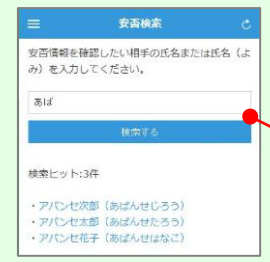 安否検索
安否情報を確認したい相手の氏名または氏名（よ
み）を入力してください。
あば
検索する
検索ヒット:3件
・アバンセ次郎（あばんせじろう）
・アバンセ太郎（あばんせたろう）
・アバンセ花子（あばんせはなこ）